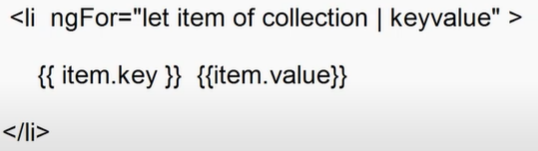 <li ngFor="let item of collection | keyvalue" >
{{ item.key }} {{item.value}}
</li>